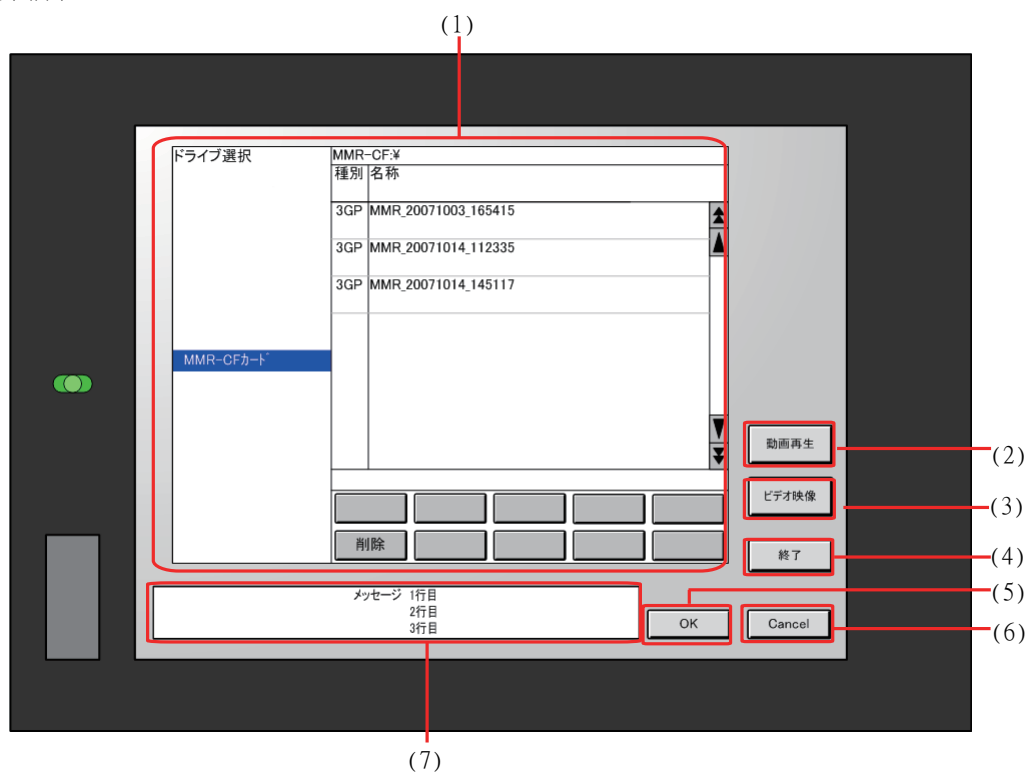 (1)
ドライブ選択
MMR-CF:¥
種別 名称
3GP MMR_20071003_165415
3GP MMR_20071014_112335
3GP MMR_20071014_145117
MMR-CFカード
動画再生
(2)
ビデオ映像
(3)
削除
終了
(4)
メッセージ 1行目
2行目
3行目
(5)
OK
Cancel
(6)
(7)